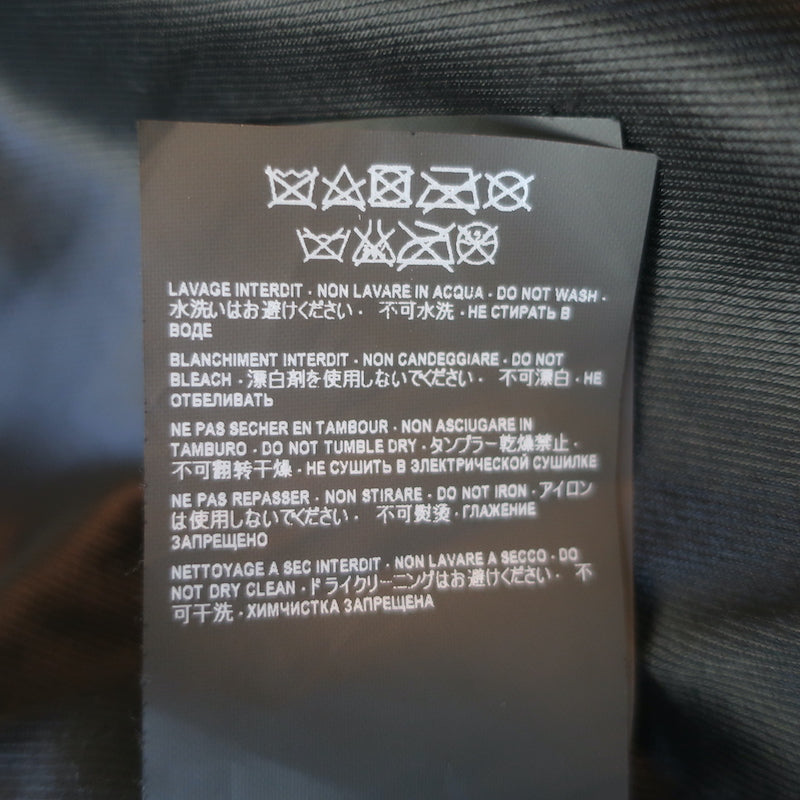 LAVAGE INTERDIT · NON LAVARE IN ACQUA · DO NOT WASH ·
水洗いはお避けください · 不可水洗 · НЕ СТИРАТЬ В
ВОДЕ
BLANCHIMENT INTERDIT · NON CANDEGGIARE · DO NOT
BLEACH · 漂白剤を使用しないでください · 不可漂白 · НЕ
ОТБЕЛИВАТЬ
NE PAS SECHER EN TAMBOUR · NON ASCIUGARE IN
TAMBURO · DO NOT TUMBLE DRY · タンブラー乾燥禁止 ·
不可翻转干燥 · НЕ СУШИТЬ В ЭЛЕКТРИЧЕСКОЙ СУШИЛКЕ
NE PAS REPASSER · NON STIRARE · DO NOT IRON · アイロン
は使用しないでください · 不可熨烫 · ГЛАЖЕНИЕ
ЗАПРЕЩЕНО
NETTOYAGE A SEC INTERDIT · NON LAVARE A SECCO · DO
NOT DRY CLEAN · ドライクリーニングはお避けください · 不
可干洗 · ХИМЧИСТКА ЗАПРЕЩЕНА